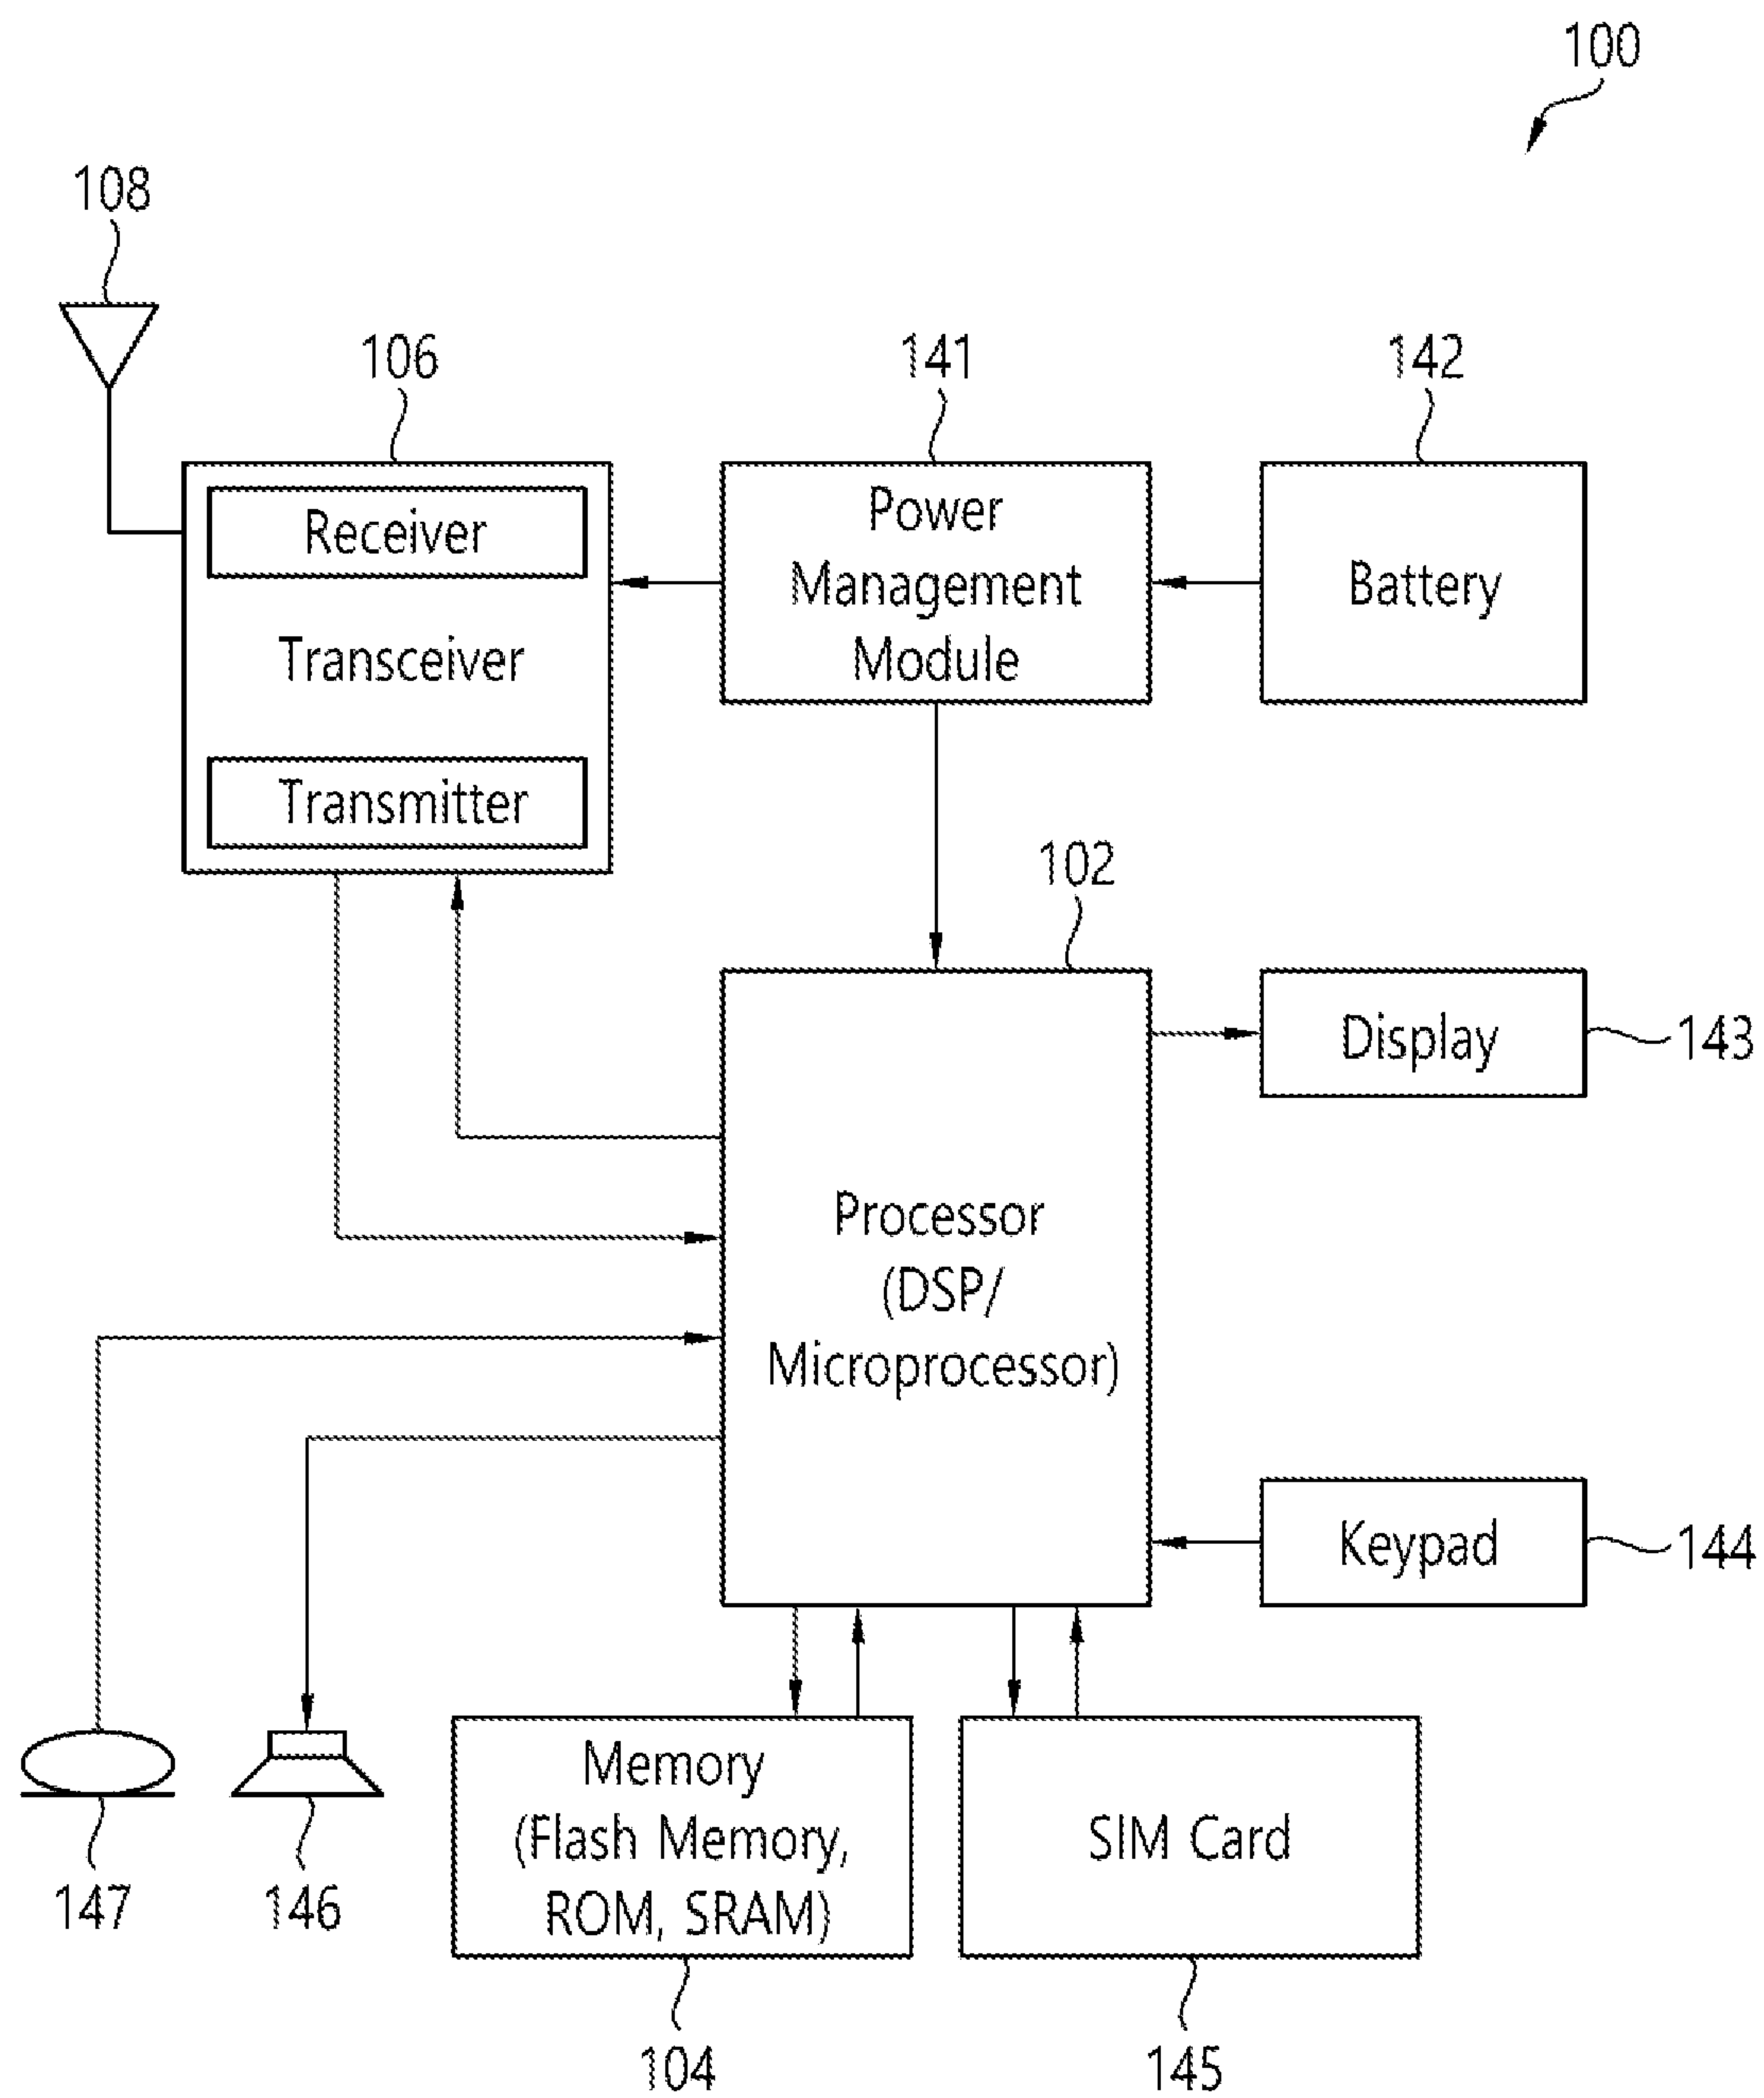 100
108
106
141
142
Receiver
Transceiver
Transmitter
Power
Management
Module
Battery
102
Display
143
Processor
(DSP/
Microprocessor)
Keypad
144
147
146
Memory
(Flash Memory,
ROM, SRAM)
SIM Card
104
145